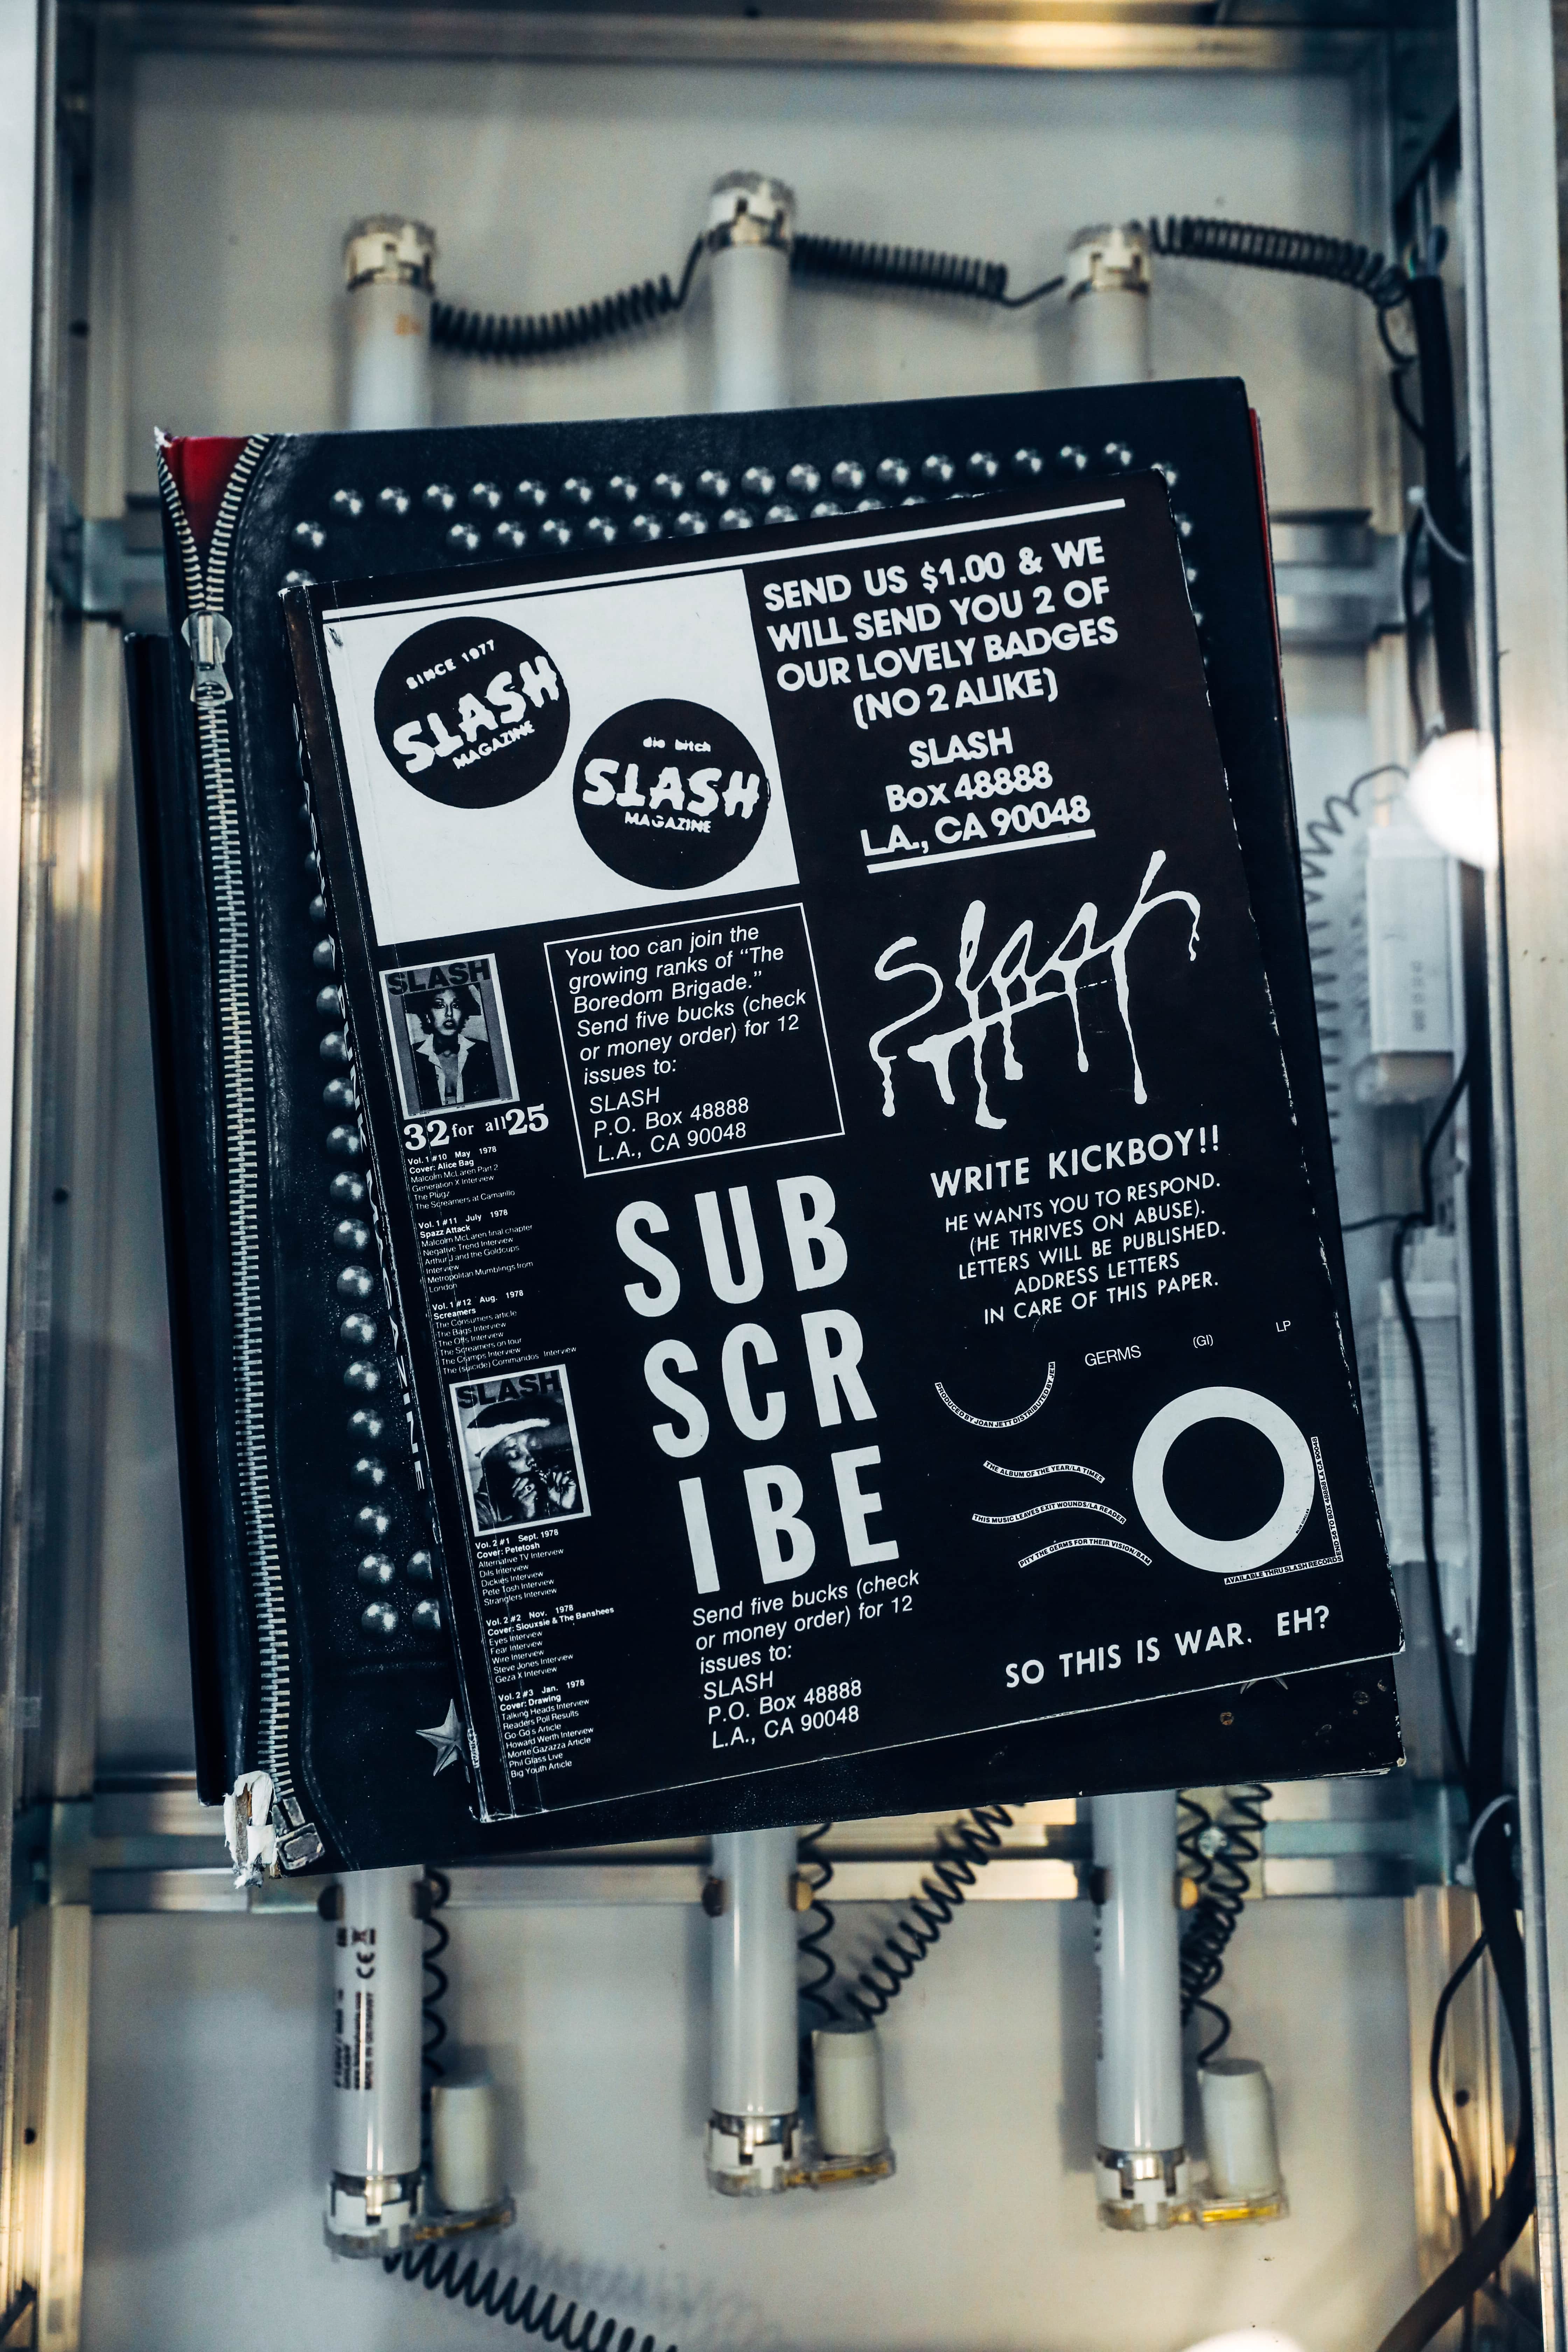 SINCE 1977
SLASH
MAGAZINE
die bitch
SLASH
MAGAZINE
SEND US $1.00 & WE
WILL SEND YOU 2 OF
OUR LOVELY BADGES
(NO 2 ALIKE)
SLASH
Box 48888
L.A., CA 90048
You too can join the
growing ranks of “The
Boredom Brigade.”
Send five bucks (check
or money order) for 12
issues to:
SLASH
P.O. Box 48888
L.A., CA 90048
Slash
SLASH
32 for all 25
Vol. 1 #10 May 1978
Cover: Alice Bag
Malcolm McLaren Part 2
Generation X Interview
The Plugz
The Screamers at Camarillo
Vol. 1 #11 July 1978
Spazz Attack
Malcolm McLaren final chapter
Negative Trend Interview
Arthur J and the Goldcups
Interview
Metropolitan Mumblings from
London
Vol. 1 #12 Aug. 1978
Screamers
The Consumers article
The Bags Interview
The Offs Interview
The Screamers on tour
The Cramps Interview
The (suicide) Commandos Interview
SLASH
Vol. 2 #1 Sept. 1978
Cover: Petetosh
Alternative TV Interview
Dils Interview
Dickies Interview
Pete Tosh Interview
Stranglers Interview
Vol. 2 #2 Nov. 1978
Cover: Siouxsie & The Banshees
Eyes Interview
Fear Interview
Wire Interview
Steve Jones Interview
Geza X Interview
Vol. 2 #3 Jan. 1978
Cover: Drawing
Talking Heads Interview
Readers Poll Results
Go Go's Article
Howard Werth Interview
Monte Gazazza Article
Phil Glass Live
Big Youth Article
SUB
SCR
IBE
Send five bucks (check
or money order) for 12
issues to:
SLASH
P.O. Box 48888
L.A., CA 90048
WRITE KICKBOY!!
HE WANTS YOU TO RESPOND.
(HE THRIVES ON ABUSE).
LETTERS WILL BE PUBLISHED.
ADDRESS LETTERS
IN CARE OF THIS PAPER.
GERMS (GI) LP
PRODUCED BY JOAN JETT DISTRIBUTED BY JEM
THE ALBUM OF THE YEAR/LA TIMES
THIS MUSIC LEAVES EXIT WOUNDS/LA READER
PITY THE GERMS FOR THEIR VISION/BAM
AVAILABLE THRU SLASH RECORDS
SO THIS IS WAR. EH?
CE